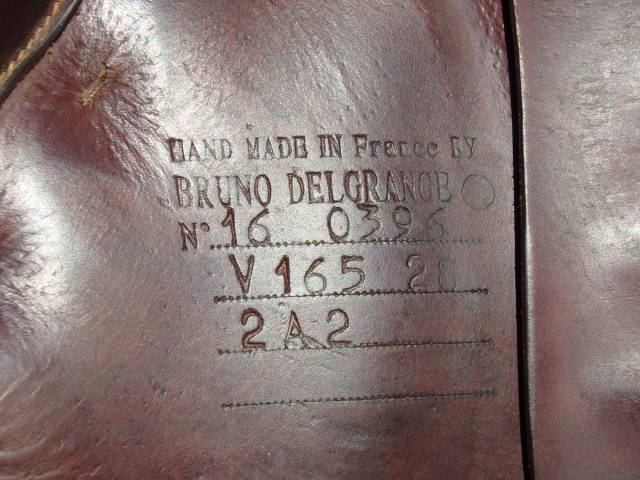 HAND MADE IN France BY
BRUNO DELGRANGE
N° 16 0396
V165
2A2